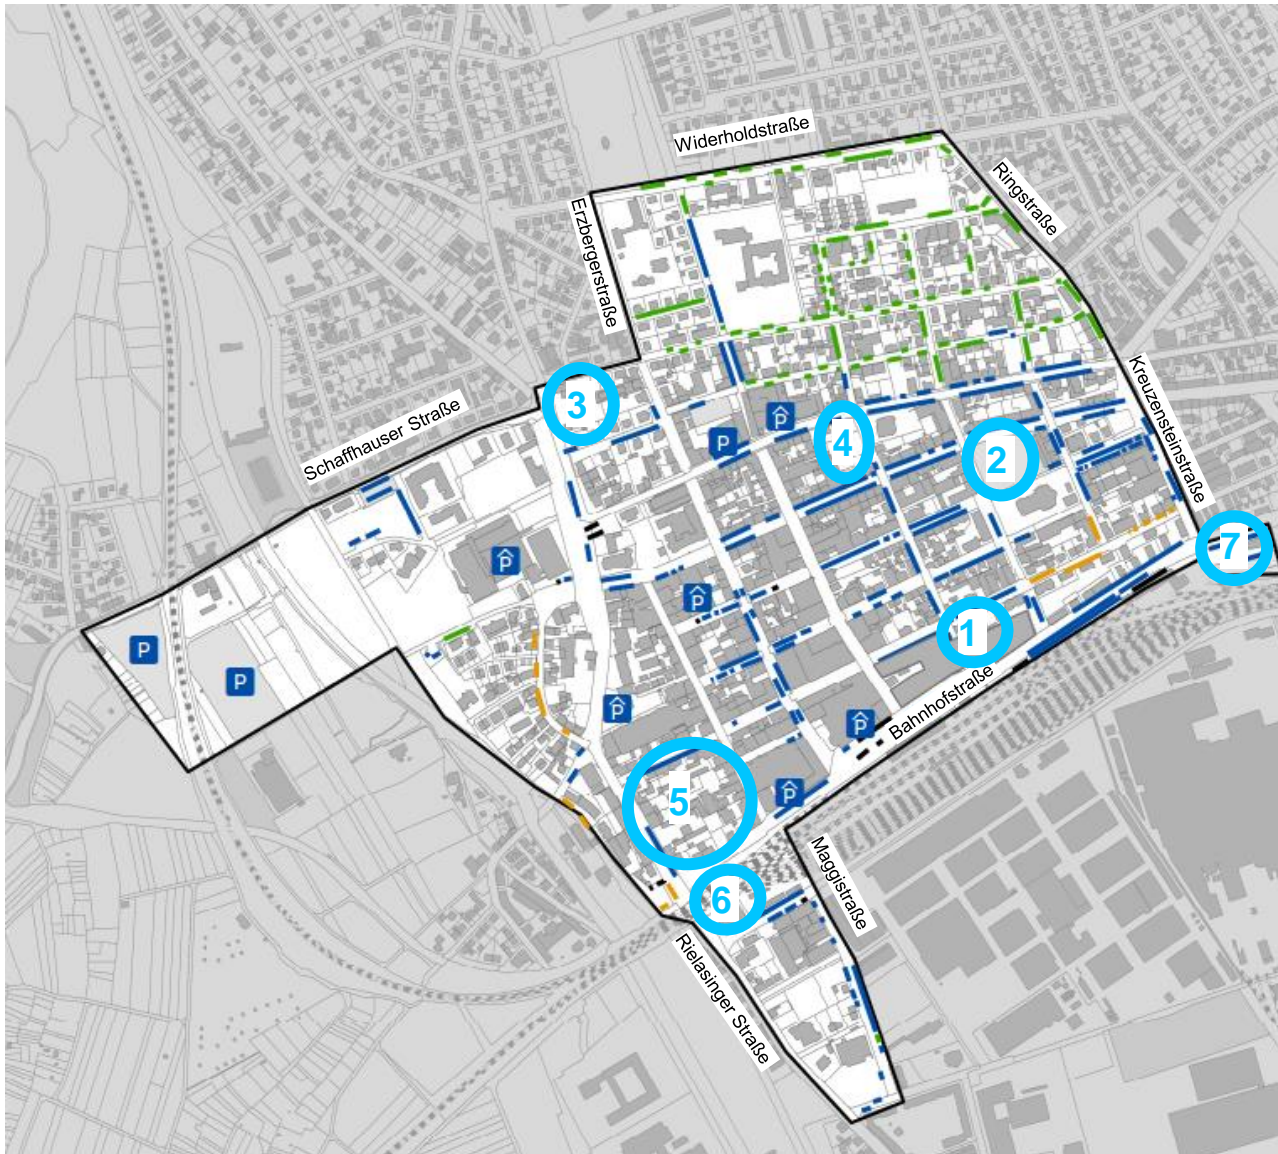 Widerholdstraße
Ringstraße
Erzbergerstraße
Kreuzensteinstraße
3
Schaffhauser Straße
P
P
4
2
7
P
P
1
P
P
P
P
Bahnhofstraße
5
P
Maggistraße
6
Rielasinger Straße